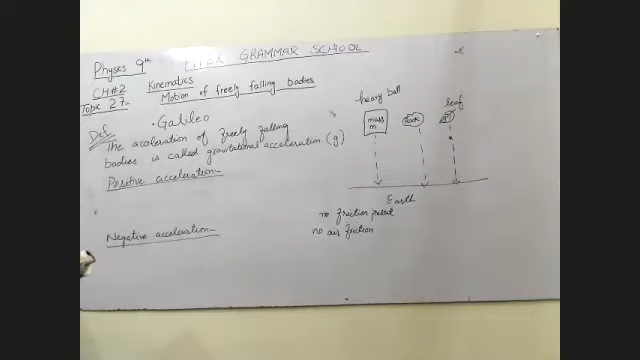 Physics 9th
GRAMMAR SCHOOL
CH#2
Kinematics
Topic 2.7-
Motion of freely falling bodies
Def
• Galileo
The acceleration of freely falling
bodies is called gravitational acceleration (g)
Positive acceleration:-
Negative acceleration:-
heavy ball
leaf
mass
m
Earth
no friction present
no air friction